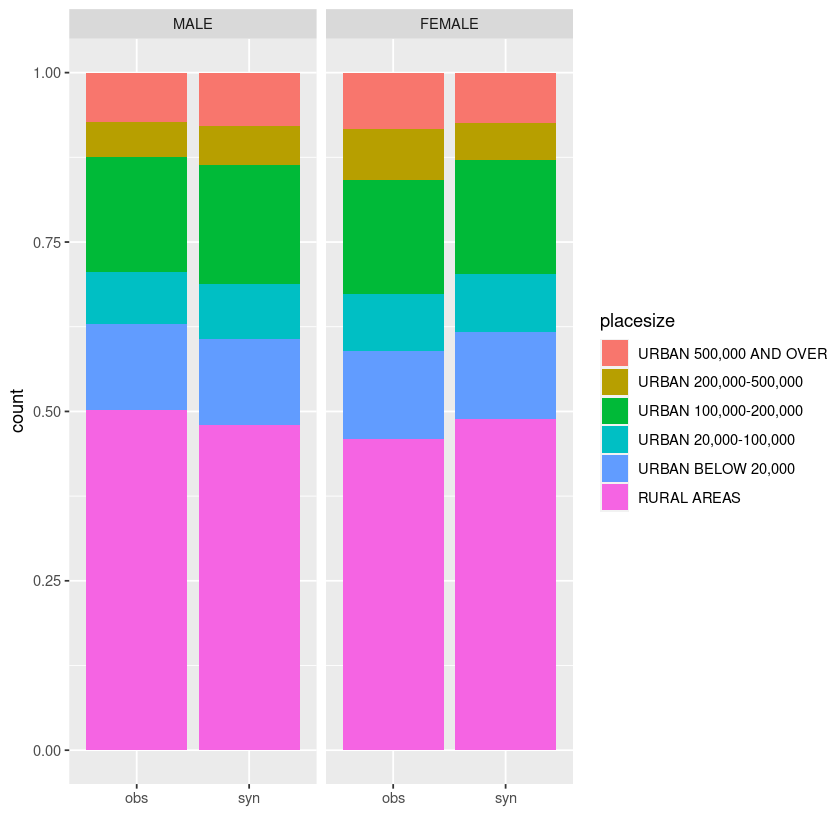 MALE
FEMALE
1.00
0.75
0.50
0.25
0.00
count
obs
syn
obs
syn
placesize
URBAN 500,000 AND OVER
URBAN 200,000-500,000
URBAN 100,000-200,000
URBAN 20,000-100,000
URBAN BELOW 20,000
RURAL AREAS